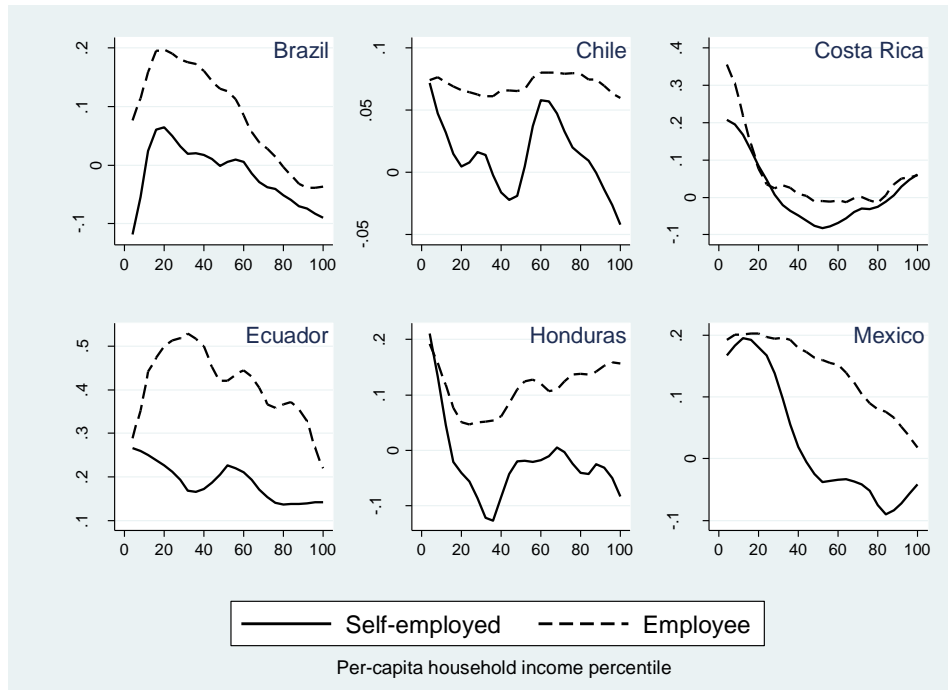 Brazil
.2
.1
0
-.1
0 20 40 60 80 100
Chile
.1
.05
0
-.05
0 20 40 60 80 100
Costa Rica
.4
.3
.2
.1
0
-.1
0 20 40 60 80 100
Ecuador
.5
.4
.3
.2
.1
0 20 40 60 80 100
Honduras
.2
.1
0
-.1
0 20 40 60 80 100
Mexico
.2
.1
0
-.1
0 20 40 60 80 100
Self-employed Employee
Per-capita household income percentile